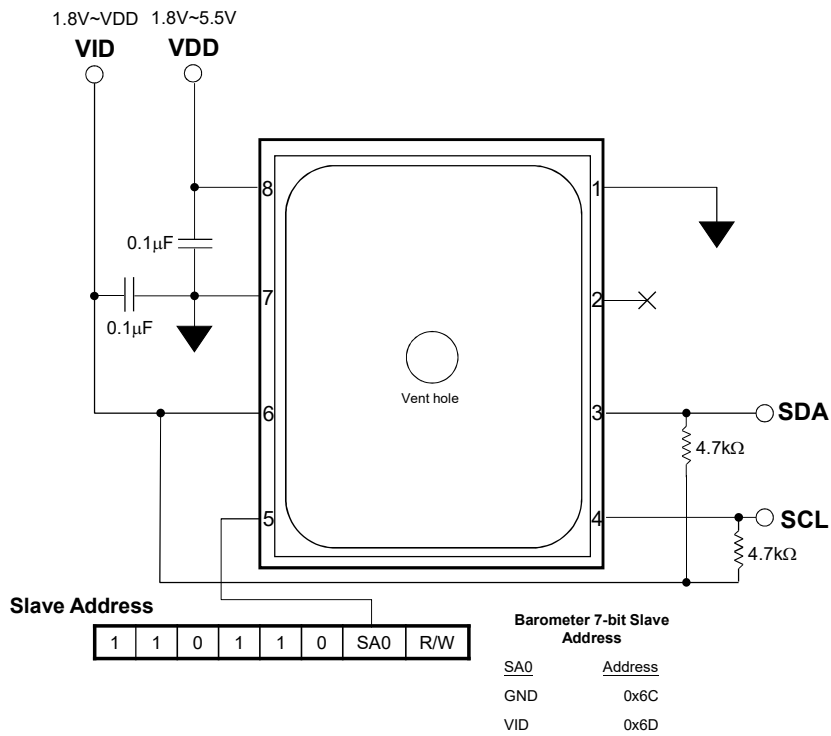 1.8V~VDD 1.8V~5.5V
VID VDD
8 1
0.1µF
7 2
0.1µF
Vent hole
6 3 SDA
4.7kΩ
5 4 SCL
4.7kΩ
Slave Address
1 1 0 1 1 0 SA0 R/W
Barometer 7-bit Slave
Address
SA0 Address
GND 0x6C
VID 0x6D